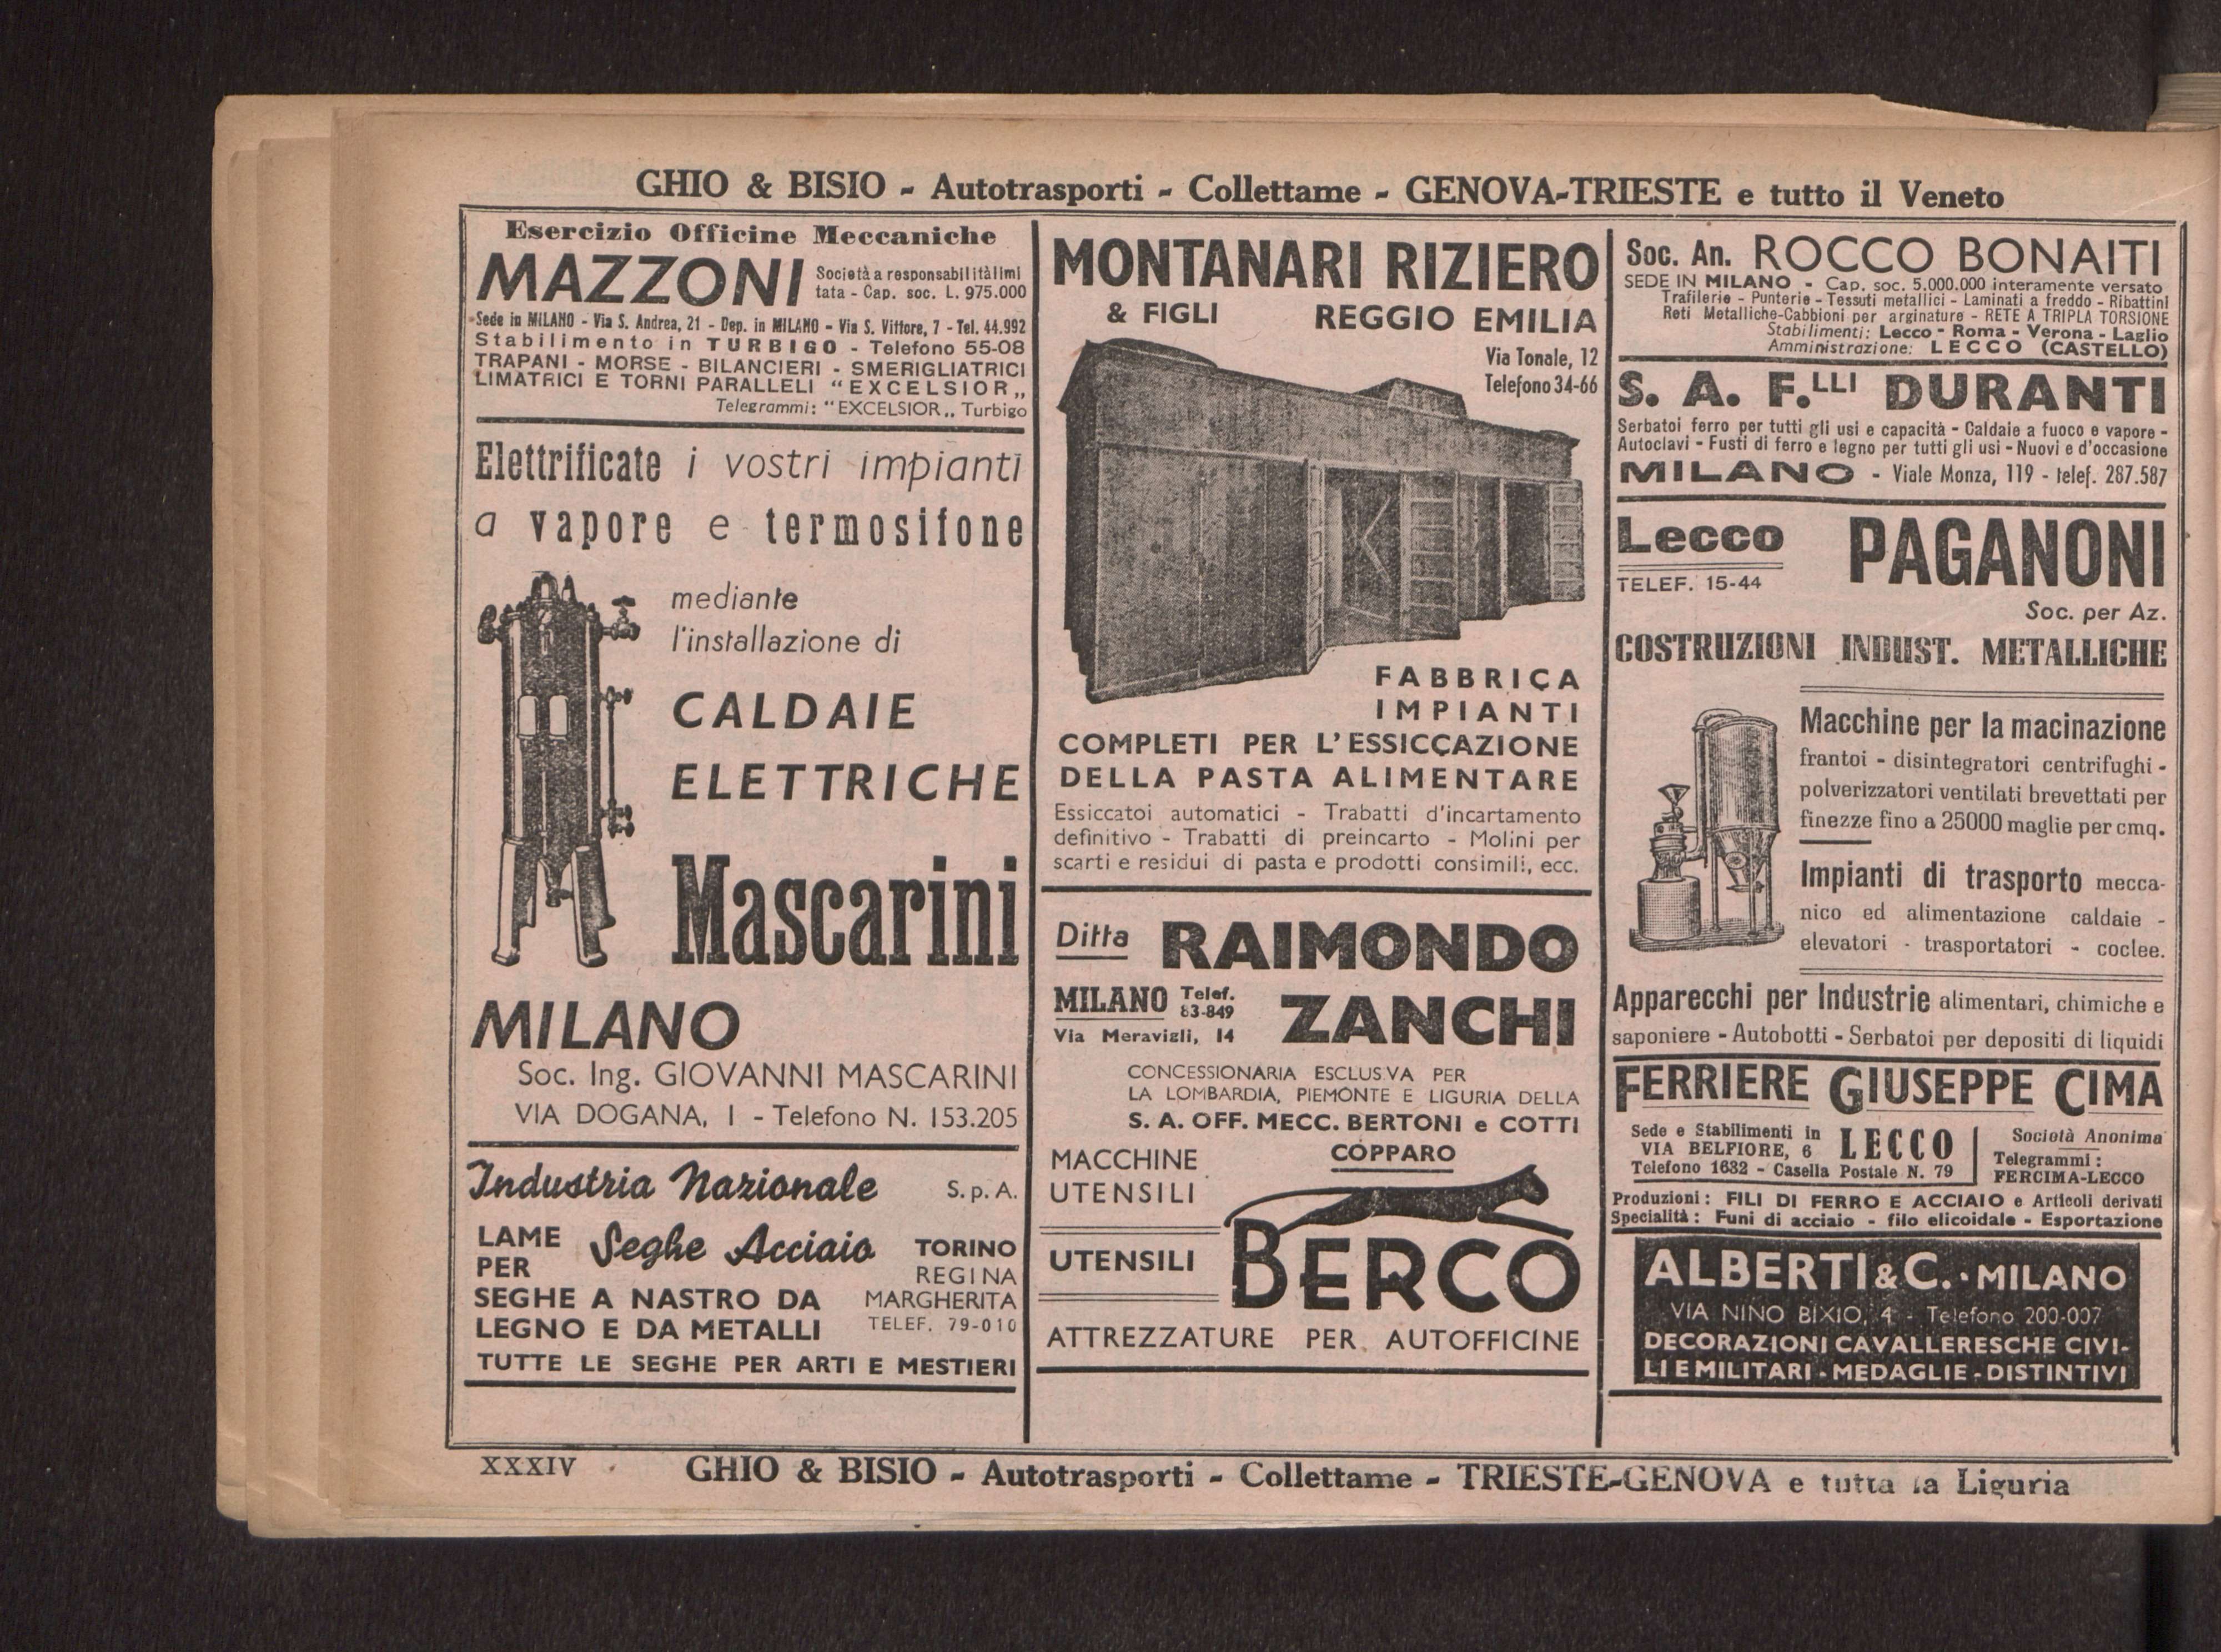 GHIO & BISIO - Autotrasporti - Collettame - GENOVA-TRIESTE e tutto il Veneto
Esercizio Officine Meccaniche
MAZZONI
Società a responsabilità limi
tata - Cap. soc. L. 975.000
Sede in MILANO - Via S. Andrea, 21 - Dep. in MILANO - Via S. Vittore, 7 - Tel. 44.992
Stabilimento in TURBIGO - Telefono 55-08
TRAPANI - MORSE - BILANCIERI - SMERIGLIATRICI
LIMATRICI E TORNI PARALLELI "EXCELSIOR„
Telegrammi: "EXCELSIOR„ Turbigo
Elettrificate i vostri impianti
a vapore e termosifone
mediante
l'installazione di
CALDAIE
ELETTRICHE
Mascarini
MILANO
Soc. Ing. GIOVANNI MASCARINI
VIA DOGANA, 1 - Telefono N. 153.205
Industria Nazionale S.p.A.
LAME
PER
Seghe Acciaio
TORINO
REGINA
SEGHE A NASTRO DA
MARGHERITA
LEGNO E DA METALLI
TELEF. 79-010
TUTTE LE SEGHE PER ARTI E MESTIERI
MONTANARI RIZIERO
& FIGLI REGGIO EMILIA
Via Tonale, 12
Telefono 34-66
FABBRICA
IMPIANTI
COMPLETI PER L'ESSICCAZIONE
DELLA PASTA ALIMENTARE
Essiccatoi automatici - Trabatti d'incartamento
definitivo - Trabatti di preincarto - Molini per
scarti e residui di pasta e prodotti consimili, ecc.
Ditta RAIMONDO
ZANCHI
MILANO Telef.
83-849
Via Meravigli, 14
CONCESSIONARIA ESCLUSIVA PER
LA LOMBARDIA, PIEMONTE E LIGURIA DELLA
S. A. OFF. MECC. BERTONI e COTTI
COPPARO
MACCHINE
UTENSILI
UTENSILI
BERCO
ATTREZZATURE PER AUTOFFICINE
Soc. An. ROCCO BONAITI
SEDE IN MILANO - Cap. soc. 5.000.000 interamente versato
Trafilerie - Punterie - Tessuti metallici - Laminati a freddo - Ribattini
Reti Metalliche-Gabbioni per arginature - RETE A TRIPLA TORSIONE
Stabilimenti: Lecco - Roma - Verona - Laglio
Amministrazione: LECCO (CASTELLO)
S. A. F.LLI DURANTI
Serbatoi ferro per tutti gli usi e capacità - Caldaie a fuoco e vapore -
Autoclavi - Fusti di ferro e legno per tutti gli usi - Nuovi e d'occasione
MILANO - Viale Monza, 119 - telef. 287.587
Lecco PAGANONI
TELEF. 15-44
Soc. per Az.
COSTRUZIONI INDUST. METALLICHE
Macchine per la macinazione
frantoi - disintegratori centrifughi -
polverizzatori ventilati brevettati per
finezze fino a 25000 maglie per cmq.
Impianti di trasporto mecca-
nico ed alimentazione caldaie -
elevatori - trasportatori - coclee.
Apparecchi per Industrie alimentari, chimiche e
saponiere - Autobotti - Serbatoi per depositi di liquidi
FERRIERE GIUSEPPE CIMA
Sede e Stabilimenti in
VIA BELFIORE, 6
LECCO
Telefono 1632 - Casella Postale N. 79
Società Anonima
Telegrammi:
FERCIMA-LECCO
Produzioni: FILI DI FERRO E ACCIAIO e Articoli derivati
Specialità: Funi di acciaio - filo elicoidale - Esportazione
ALBERTI & C. · MILANO
VIA NINO BIXIO, 4 - Telefono 200-007
DECORAZIONI CAVALLERESCHE CIVI-
LI E MILITARI - MEDAGLIE - DISTINTIVI
XXXIV
GHIO & BISIO - Autotrasporti - Collettame - TRIESTE-GENOVA e tutta la Liguria